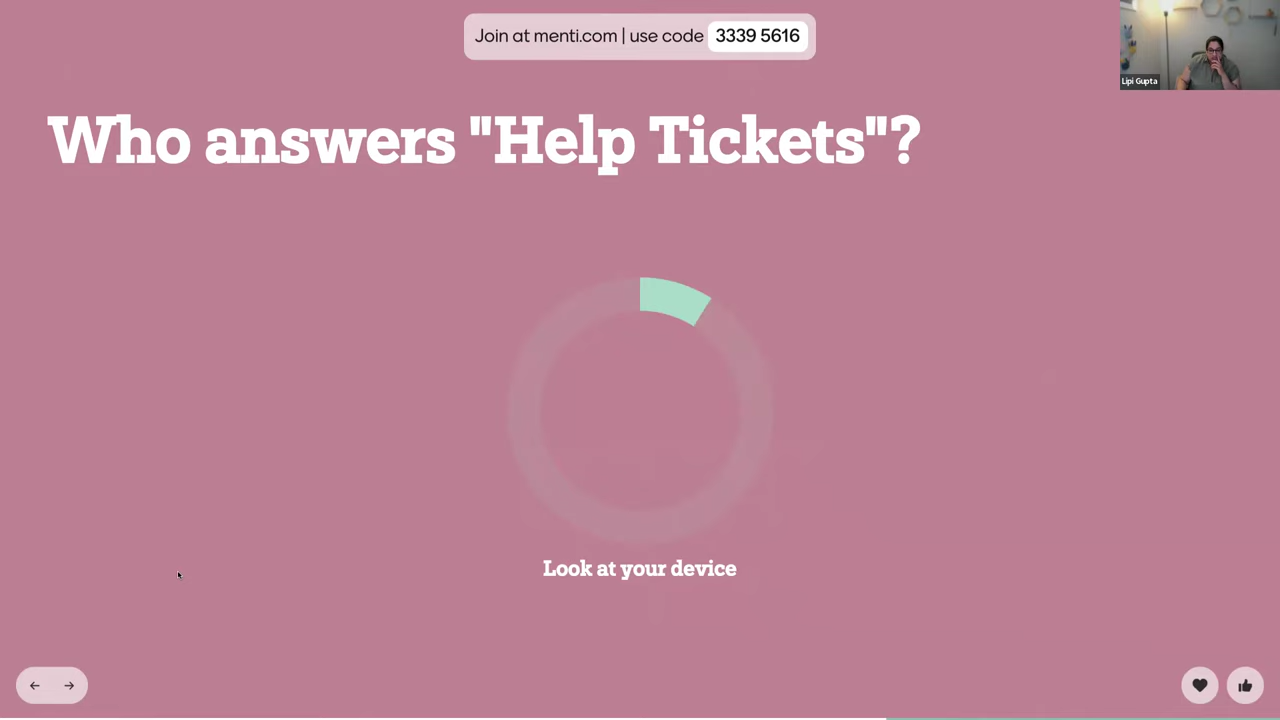 Join at menti.com | use code 3339 5616
Lipi Gupta
Who answers "Help Tickets"?
Look at your device